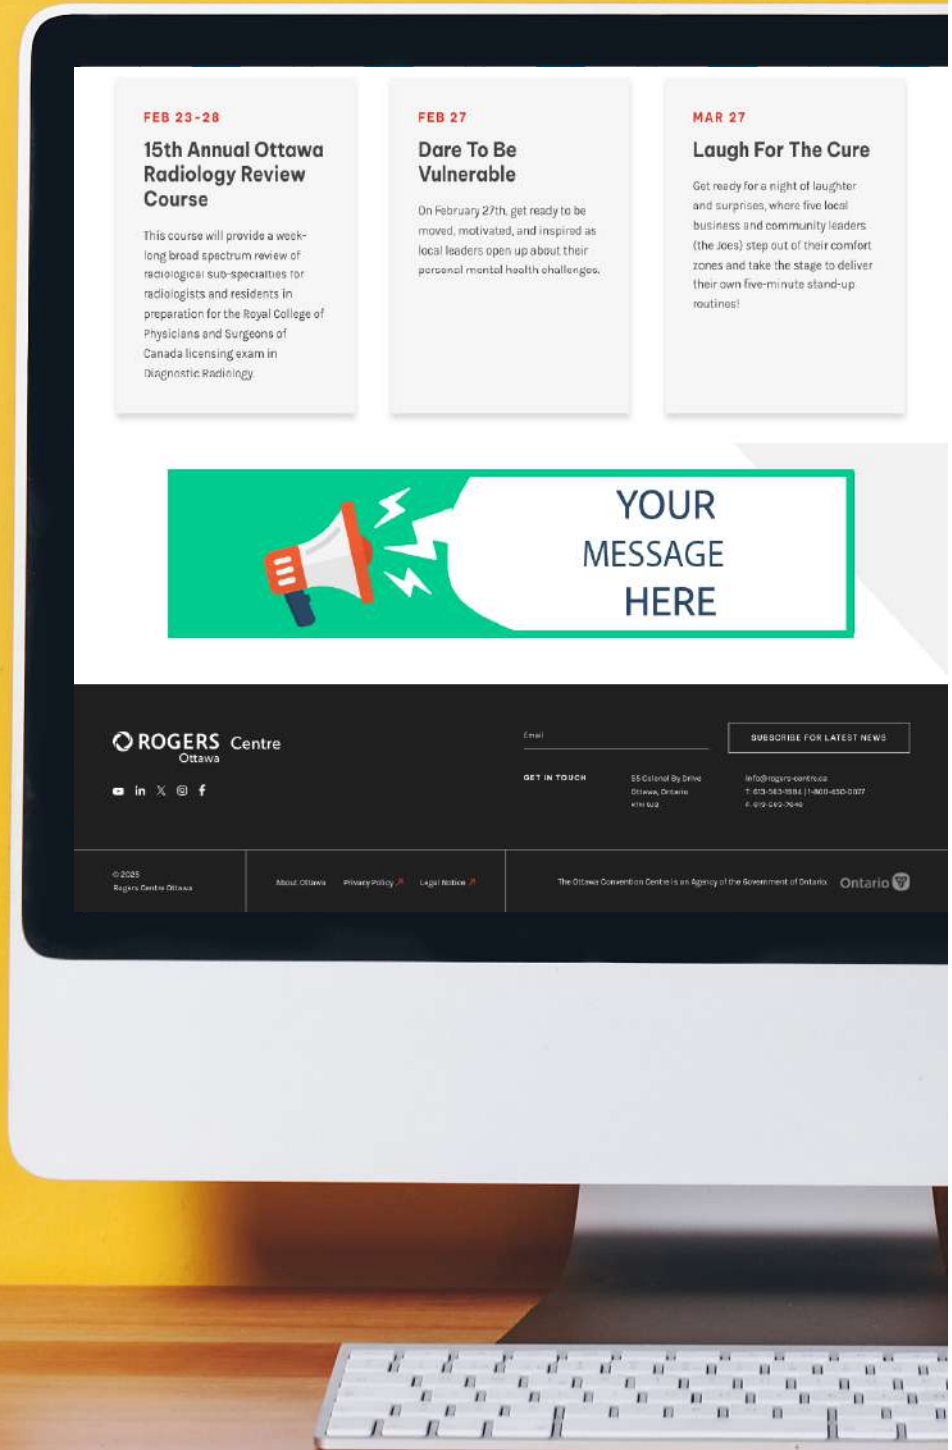 FEB 23-28
15th Annual Ottawa
Radiology Review
Course
This course will provide a week-
long broad spectrum review of
radiological sub-specialties for
radiologists and residents in
preparation for the Royal College of
Physicians and Surgeons of
Canada licensing exam in
Diagnostic Radiology.
FEB 27
Dare To Be
Vulnerable
On February 27th, get ready to be
moved, motivated, and inspired as
local leaders open up about their
personal mental health challenges.
MAR 27
Laugh For The Cure
Get ready for a night of laughter
and surprises, where five local
business and community leaders
(the Joes) step out of their comfort
zones and take the stage to deliver
their own five-minute stand-up
routines!
YOUR
MESSAGE
HERE
ROGERS Centre
Ottawa
Email
SUBSCRIBE FOR LATEST NEWS
GET IN TOUCH
55 Colonel By Drive
Ottawa, Ontario
info@rogers-centre.ca
© 2025
Rogers Centre Ottawa
About Ottawa
Privacy Policy
Legal Notice
The Ottawa Convention Centre is an Agency of the Government of Ontario.
Ontario